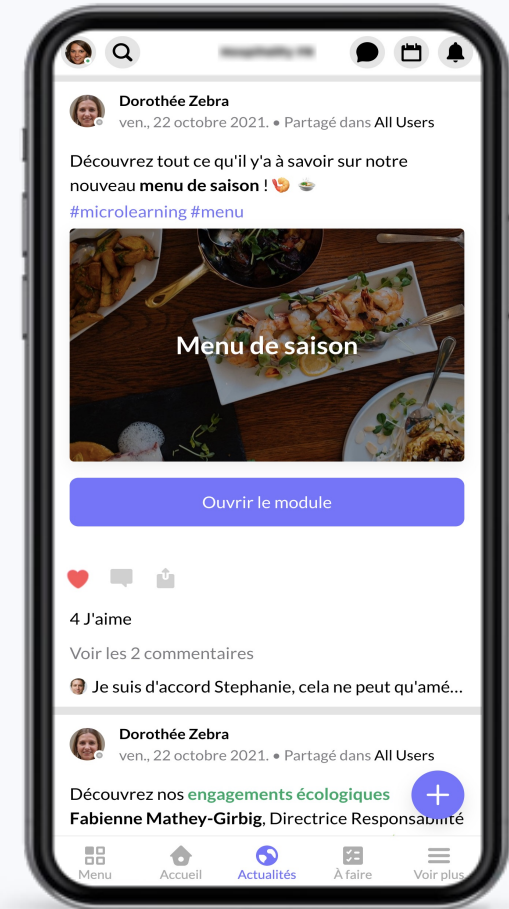 Dorothée Zebra
ven., 22 octobre 2021. • Partagé dans All Users
Découvrez tout ce qu'il y'a à savoir sur notre
nouveau menu de saison ! 🍤 🍲
#microlearning #menu
Menu de saison
Ouvrir le module
4 J'aime
Voir les 2 commentaires
Je suis d'accord Stephanie, cela ne peut qu'amé...
Dorothée Zebra
ven., 22 octobre 2021. • Partagé dans All Users
Découvrez nos engagements écologiques
Fabienne Mathey-Girbig, Directrice Responsabilité
Menu
Accueil
Actualités
À faire
Voir plus